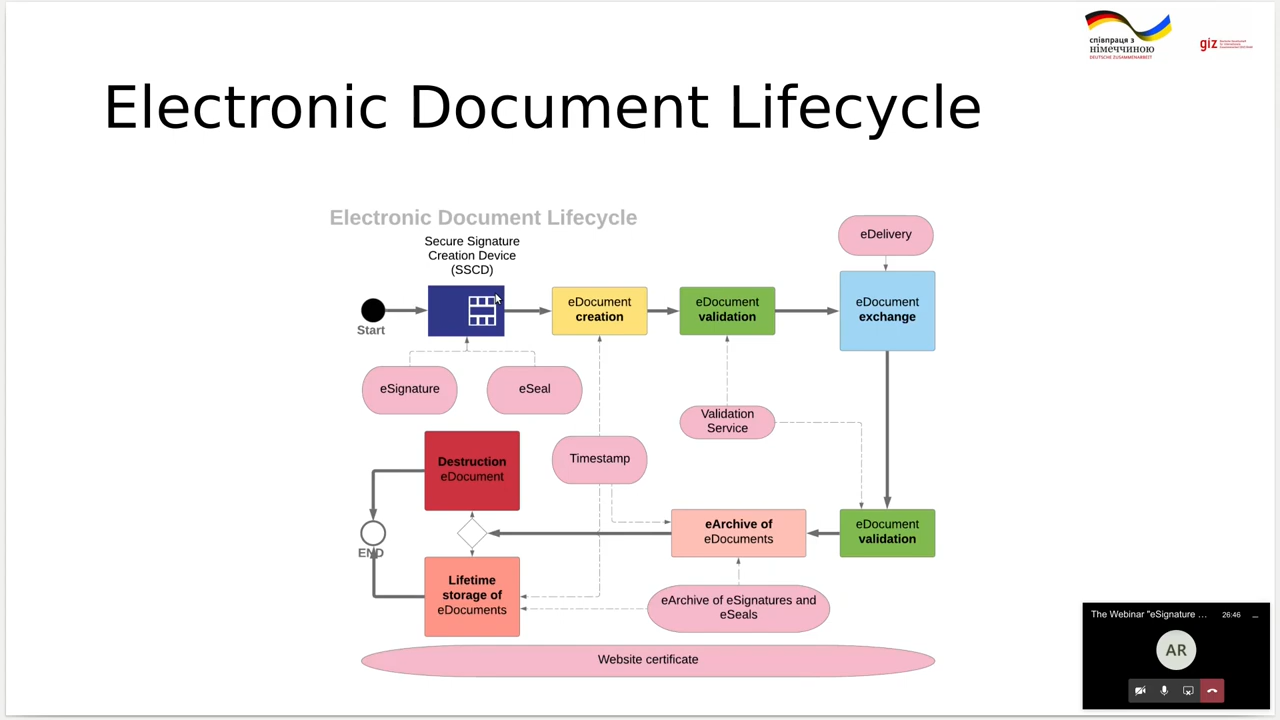 співпраця з
німеччиною
DEUTSCHE ZUSAMMENARBEIT
giz
Electronic Document Lifecycle
Electronic Document Lifecycle
Secure Signature
Creation Device
(SSCD)
eDelivery
Start
eDocument
creation
eDocument
validation
eDocument
exchange
eSignature
eSeal
Validation
Service
Destruction
eDocument
Timestamp
END
eArchive of
eDocuments
eDocument
validation
Lifetime
storage of
eDocuments
eArchive of eSignatures and
eSeals
Website certificate
The Webinar "eSignature ...
26:46
AR